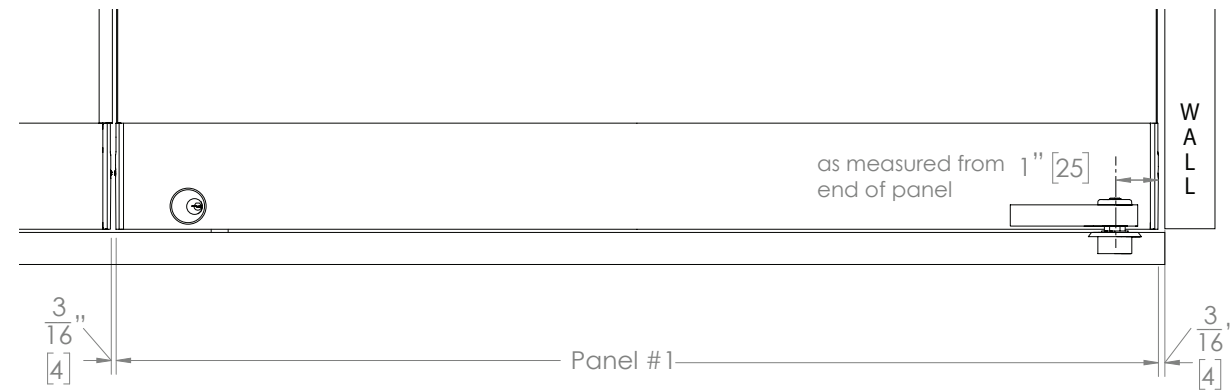 W
A
L
L
as measured from 1” [25]
end of panel
3
16”
[4]
Panel #1
3
16”
[4]